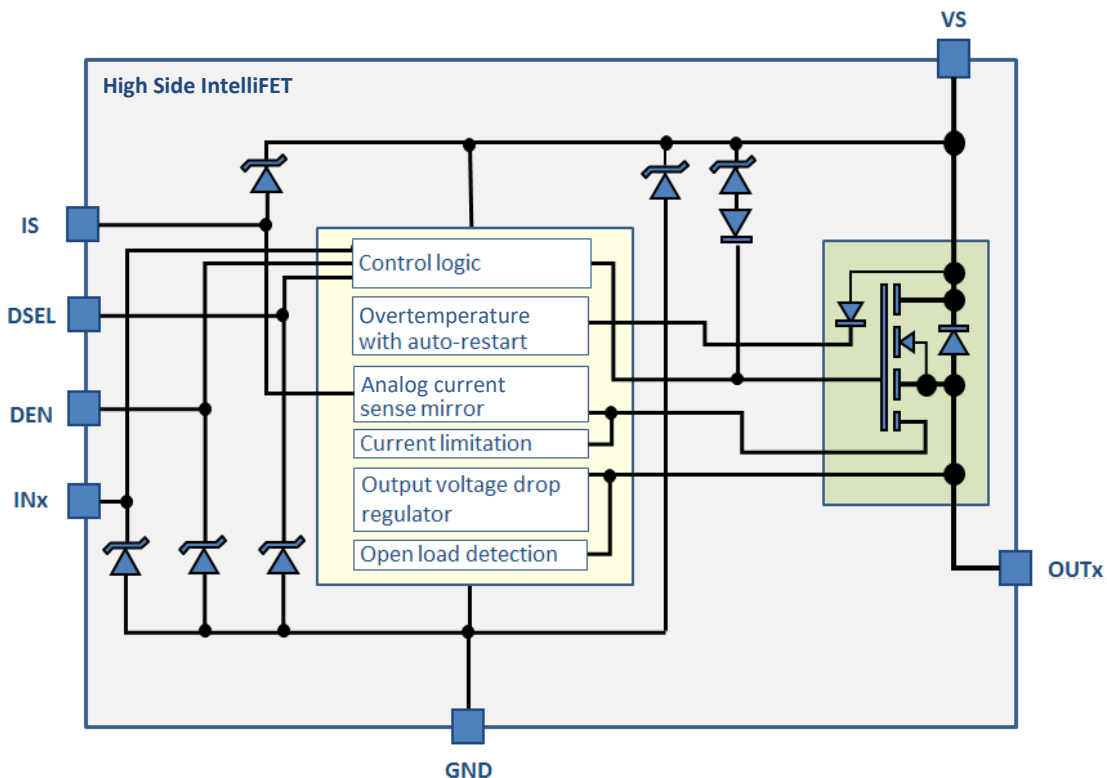 VS
High Side IntelliFET
IS
Control logic
DSEL
Overtemperature
with auto-restart
Analog current
sense mirror
DEN
Current limitation
INx
Output voltage drop
regulator
Open load detection
OUTx
GND